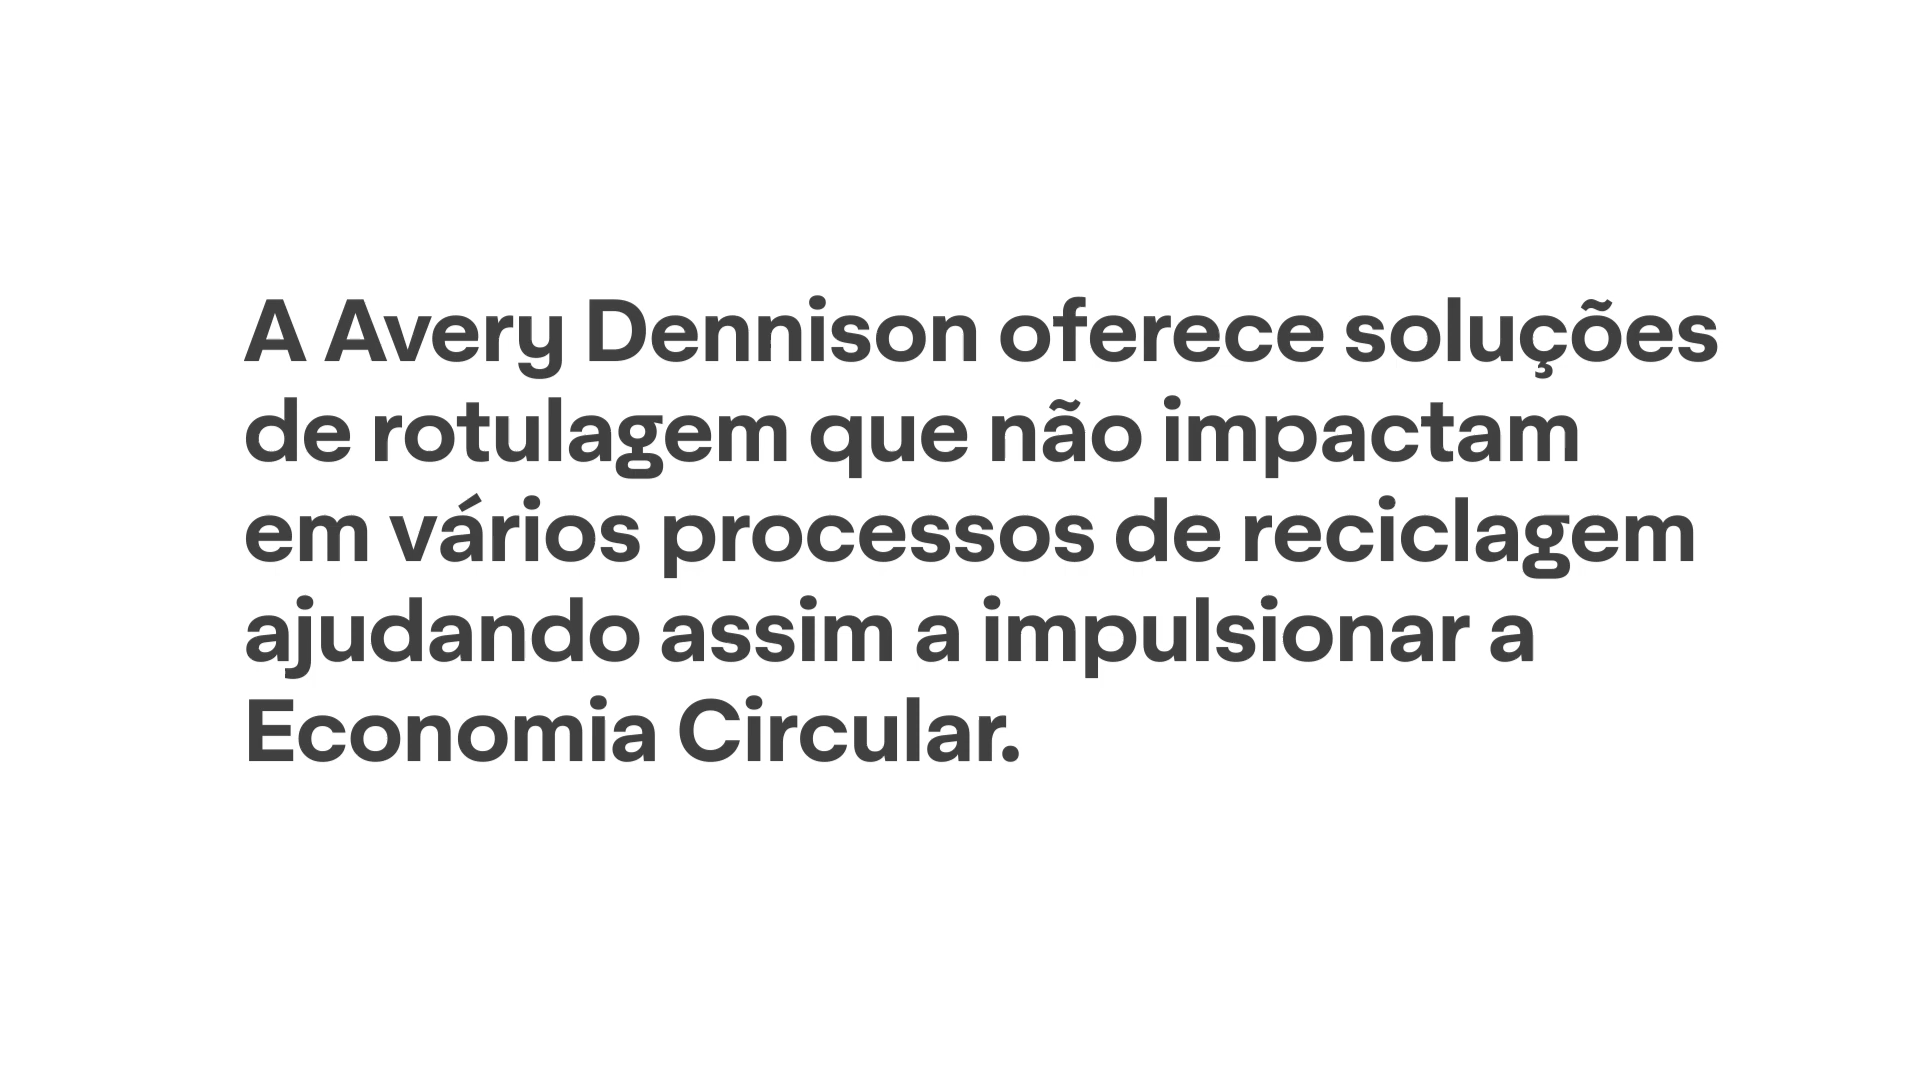 A Avery Dennison oferece soluções
de rotulagem que não impactam
em vários processos de reciclagem
ajudando assim a impulsionar a
Economia Circular.